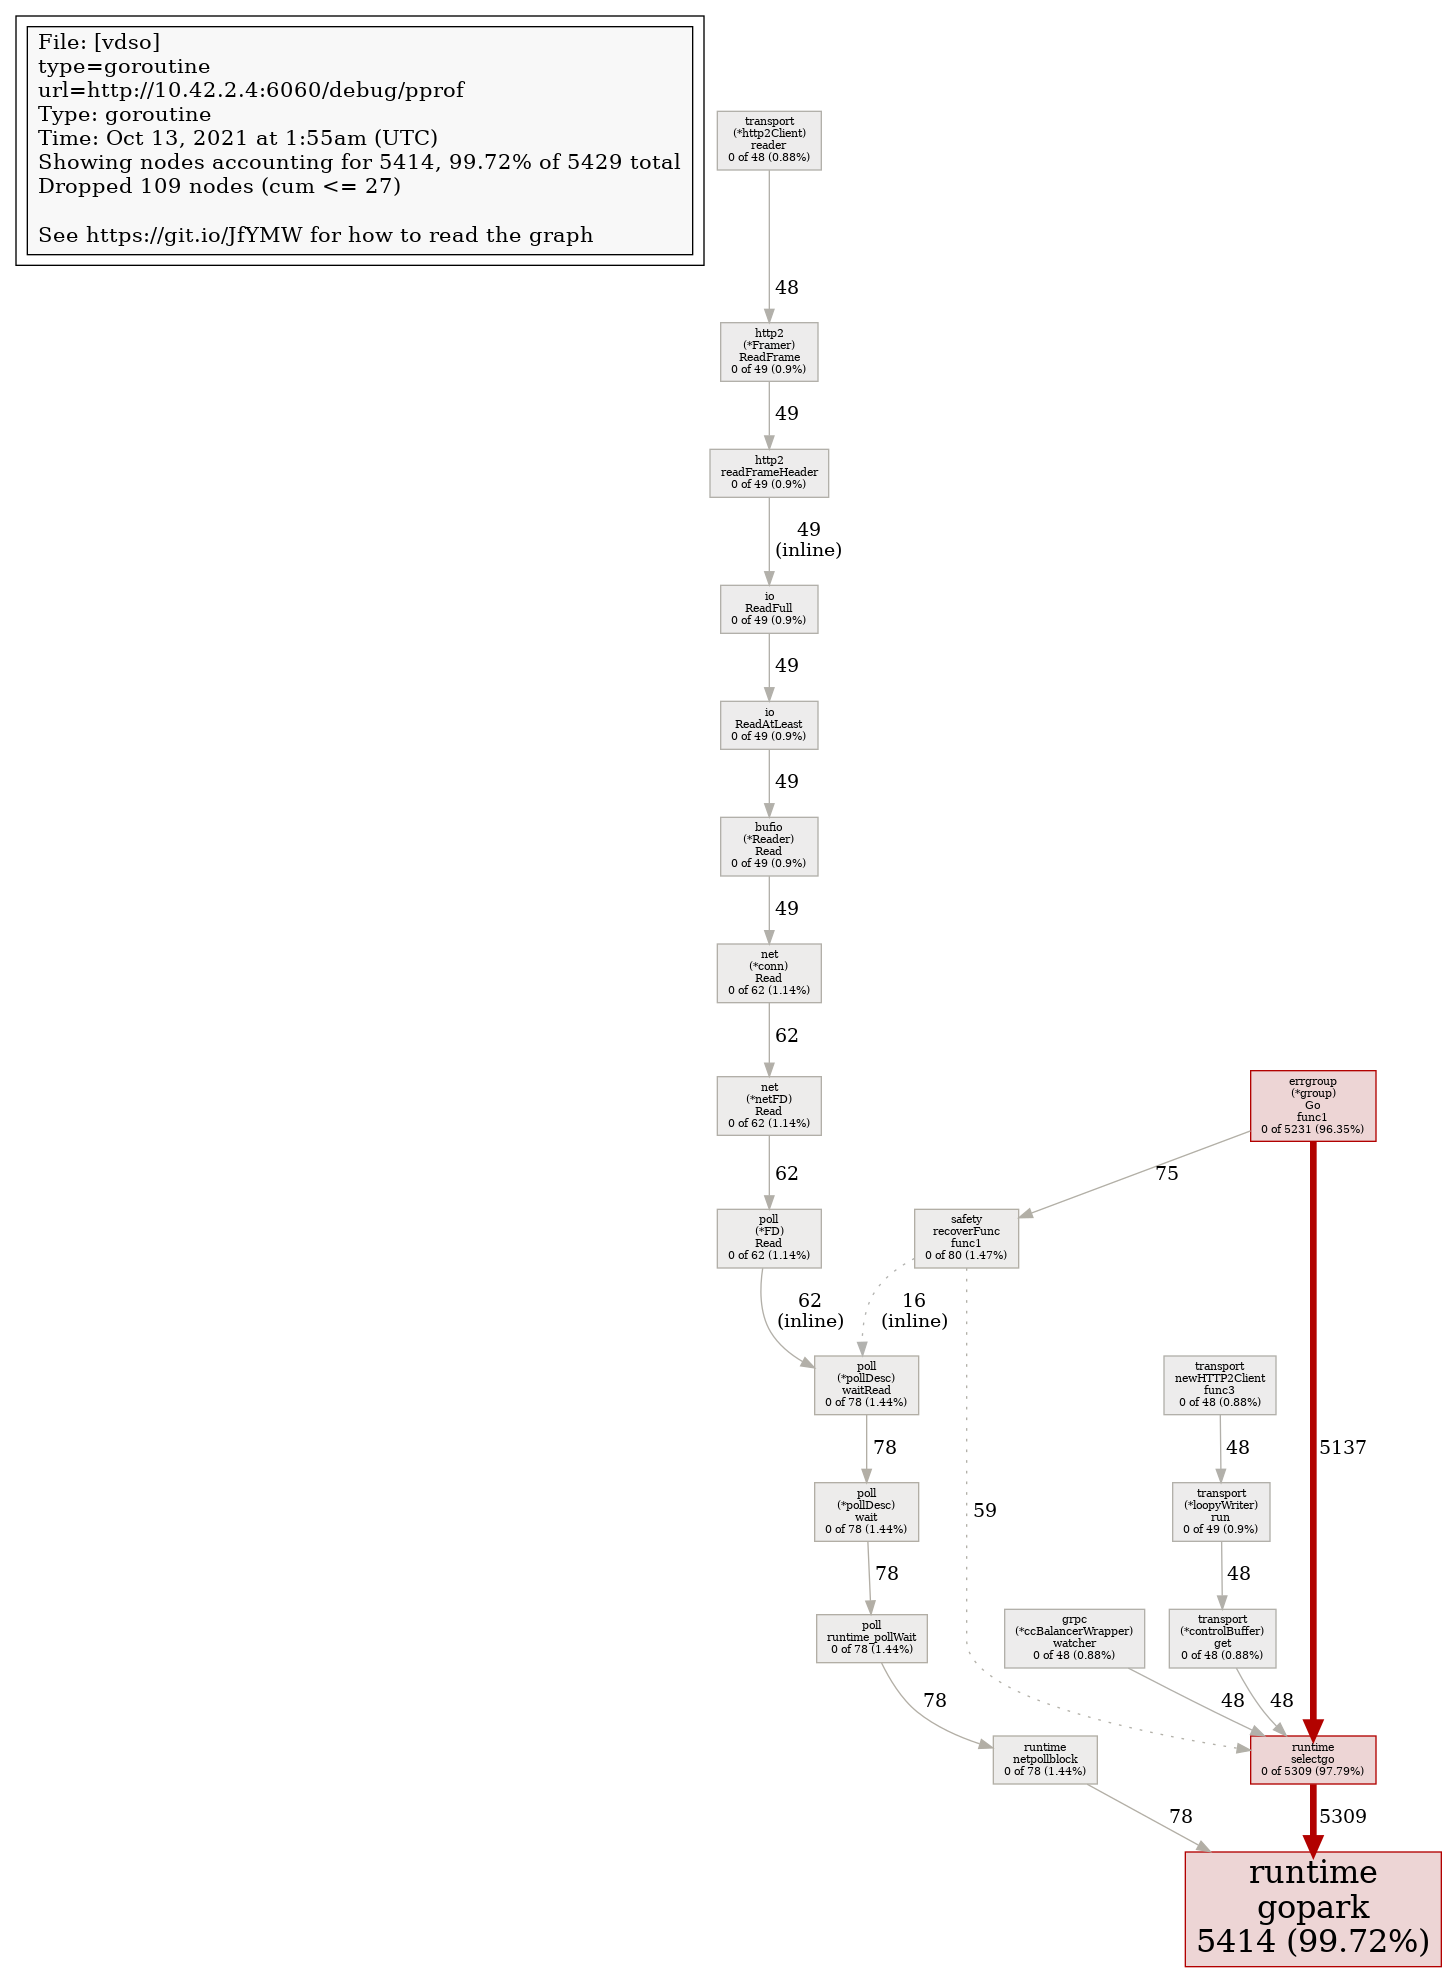 File: [vdso]
type=goroutine
url=http://10.42.2.4:6060/debug/pprof
Type: goroutine
Time: Oct 13, 2021 at 1:55am (UTC)
Showing nodes accounting for 5414, 99.72% of 5429 total
Dropped 109 nodes (cum <= 27)
See https://git.io/JfYMW for how to read the graph
transport
(*http2Client)
reader
0 of 48 (0.88%)
48
http2
(*Framer)
ReadFrame
0 of 49 (0.9%)
49
http2
readFrameHeader
0 of 49 (0.9%)
49
(inline)
io
ReadFull
0 of 49 (0.9%)
49
io
ReadAtLeast
0 of 49 (0.9%)
49
bufio
(*Reader)
Read
0 of 49 (0.9%)
49
net
(*conn)
Read
0 of 62 (1.14%)
62
net
(*netFD)
Read
0 of 62 (1.14%)
62
errgroup
(*group)
Go
func1
0 of 5231 (96.35%)
75
poll
(*FD)
Read
0 of 62 (1.14%)
safety
recoverFunc
func1
0 of 80 (1.47%)
62
(inline)
16
(inline)
poll
(*pollDesc)
waitRead
0 of 78 (1.44%)
transport
newHTTP2Client
func3
0 of 48 (0.88%)
78
48
5137
poll
(*pollDesc)
wait
0 of 78 (1.44%)
59
transport
(*loopyWriter)
run
0 of 49 (0.9%)
78
48
poll
runtime_pollWait
0 of 78 (1.44%)
grpc
(*ccBalancerWrapper)
watcher
0 of 48 (0.88%)
transport
(*controlBuffer)
get
0 of 48 (0.88%)
78
48
48
runtime
netpollblock
0 of 78 (1.44%)
runtime
selectgo
0 of 5309 (97.79%)
78
5309
runtime
gopark
5414 (99.72%)